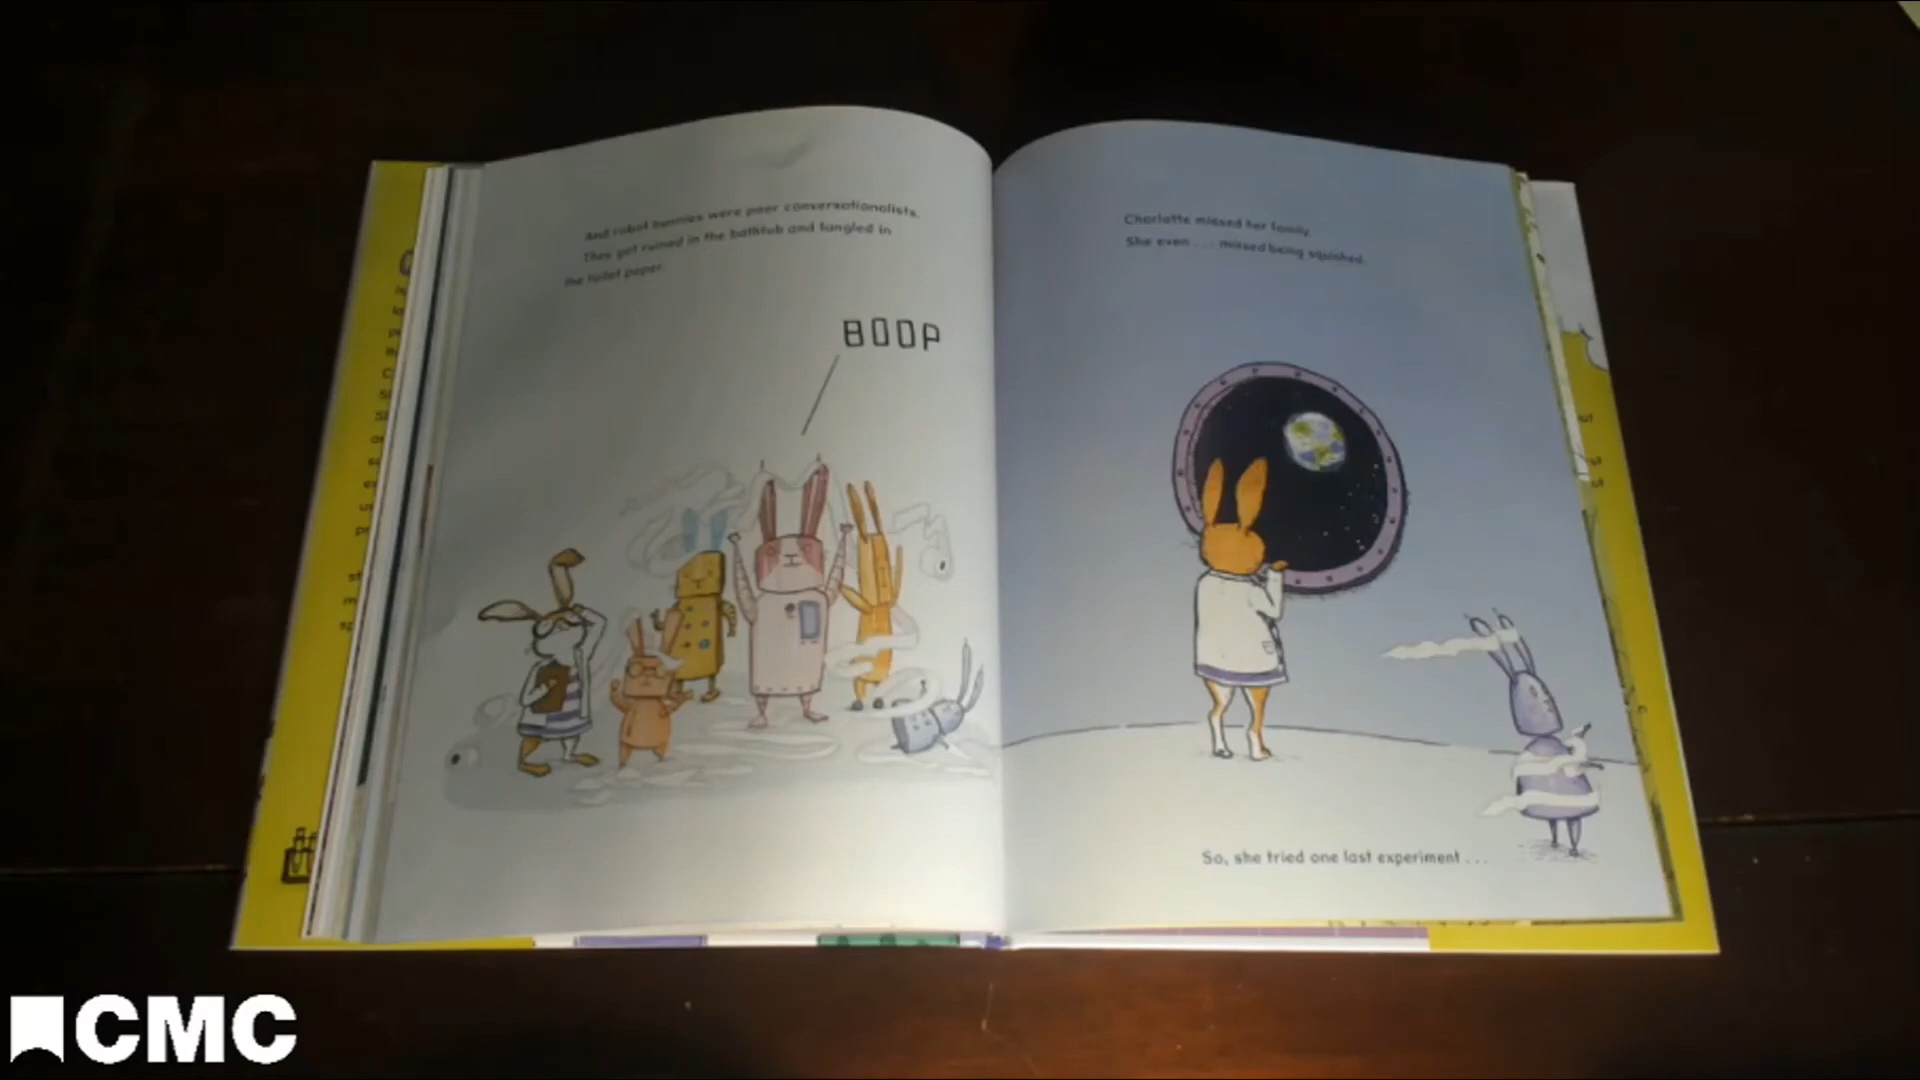 And robot bunnies were poor conversationalists.
They got ruined in the bathtub and tangled in
the toilet paper.
BOOP
Charlotte missed her family.
She even . . . missed being squished.
So, she tried one last experiment . . .
CMC